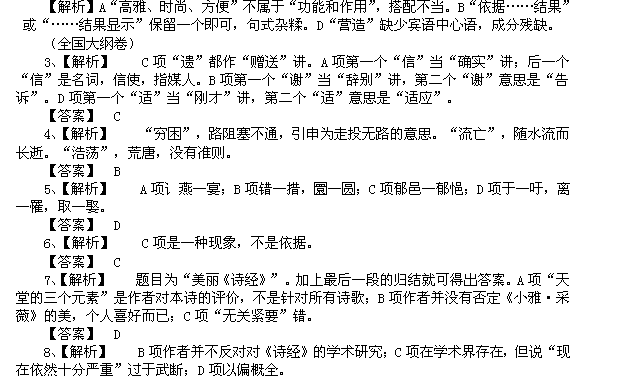 【解析】A“高雅、时尚、方便”不属于“功能和作用”,搭配不当。B“依据……结果”
或“……结果显示”保留一个即可,句式杂糅。D“营造”缺少宾语中心语,成分残缺。
(全国大纲卷)
3、【解析】 C项“遗”都作“赠送”讲。A项第一个“信”当“确实”讲;后一个
“信”是名词,信使,指媒人。B项第一个“谢”当“辞别”讲,第二个“谢”意思是“告
诉”。D项第一个“适”当“刚才”讲,第二个“适”意思是“适应”。
【答案】 C
4、【解析】 “穷困”,路阻塞不通,引申为走投无路的意思。“流亡”,随水流而
长逝。“浩荡”,荒唐,没有准则。
【答案】 B
5、【解析】 A项讠燕一宴;B项错一措,圜一圆;C项郁邑一郁悒;D项于一吁,离
一罹,取一娶。
【答案】 D
6、【解析】 C项是一种现象,不是依据。
【答案】 C
7、【解析】 题目为“美丽《诗经》”。加上最后一段的归结就可得出答案。A项“天
堂的三个元素”是作者对本诗的评价,不是针对所有诗歌;B项作者并没有否定《小雅·采
薇》的美,个人喜好而已;C项“无关紧要”错。
【答案】 D
8、【解析】 B项作者并不反对对《诗经》的学术研究;C项在学术界存在,但说“现
在依然十分严重”过于武断;D项以偏概全。